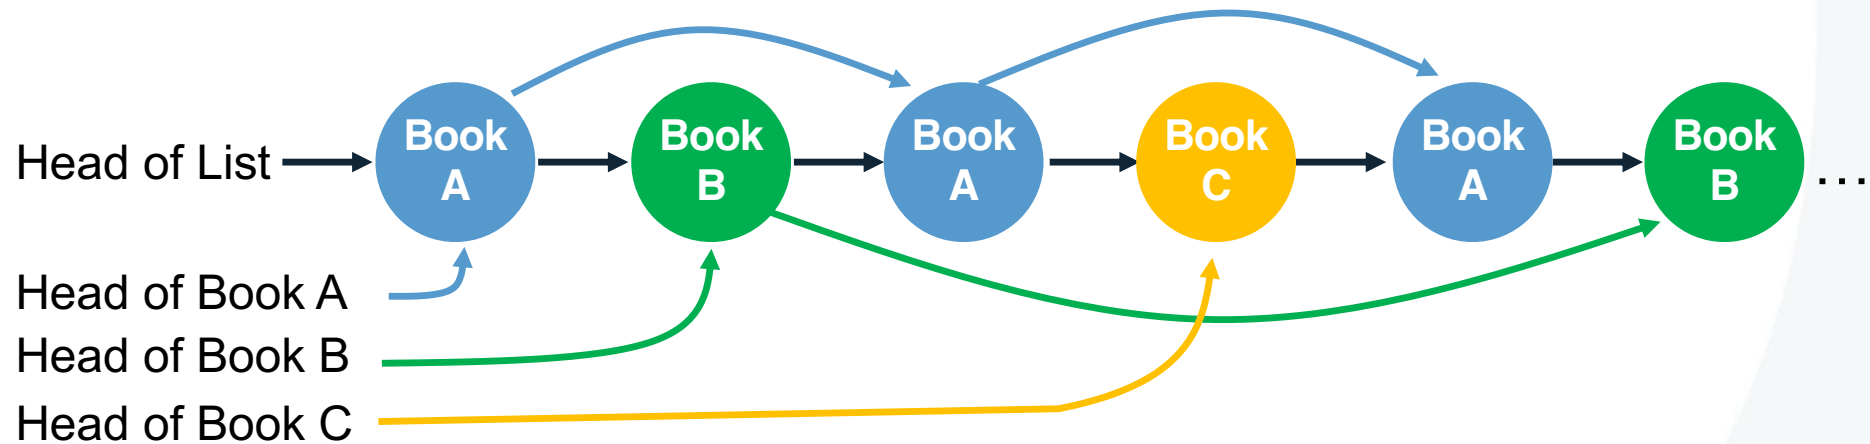 Head of List
Book
A
Book
B
Book
A
Book
C
Book
A
Book
B
...
Head of Book A
Head of Book B
Head of Book C